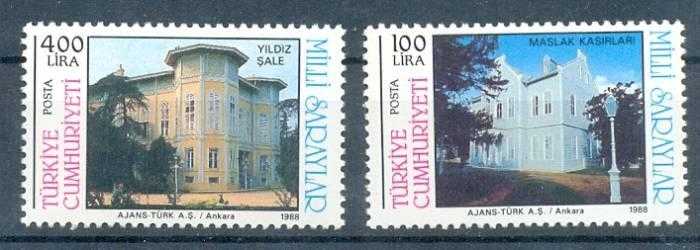 400
LİRA
POSTA
TÜRKİYE
CUMHURİYETİ
YILDIZ
ŞALE
MİLLİ SARAYLAR
AJANS-TÜRK A.Ş. / Ankara
1988
100
LİRA
POSTA
TÜRKİYE
CUMHURİYETİ
MASLAK KASIRLARI
MİLLİ SARAYLAR
AJANS-TÜRK A.Ş. / Ankara
1988